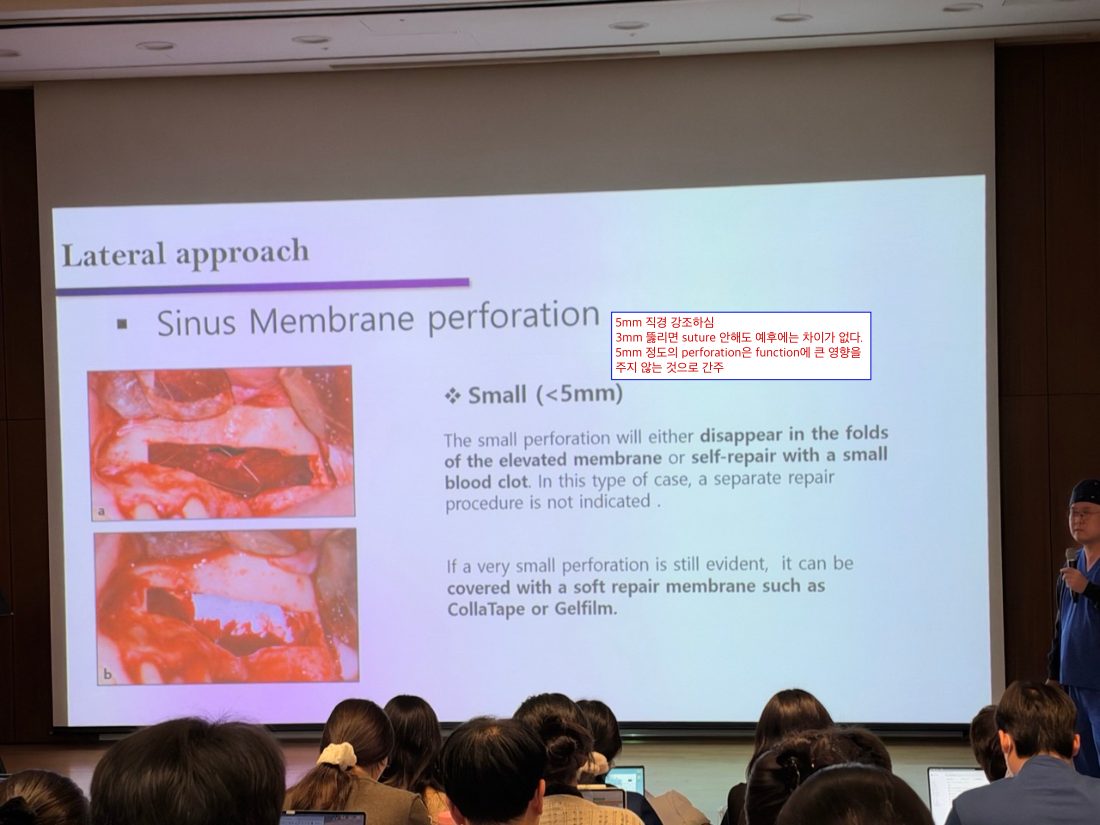 Lateral approach
▪ Sinus Membrane perforation
5mm 직경 강조하심
3mm 뚫리면 suture 안해도 예후에는 차이가 없다.
5mm 정도의 perforation은 function에 큰 영향을
주지 않는 것으로 간주
❖ Small (<5mm)
The small perforation will either disappear in the folds
of the elevated membrane or self-repair with a small
blood clot. In this type of case, a separate repair
procedure is not indicated .
If a very small perforation is still evident, it can be
covered with a soft repair membrane such as
CollaTape or Gelfilm.
a
b